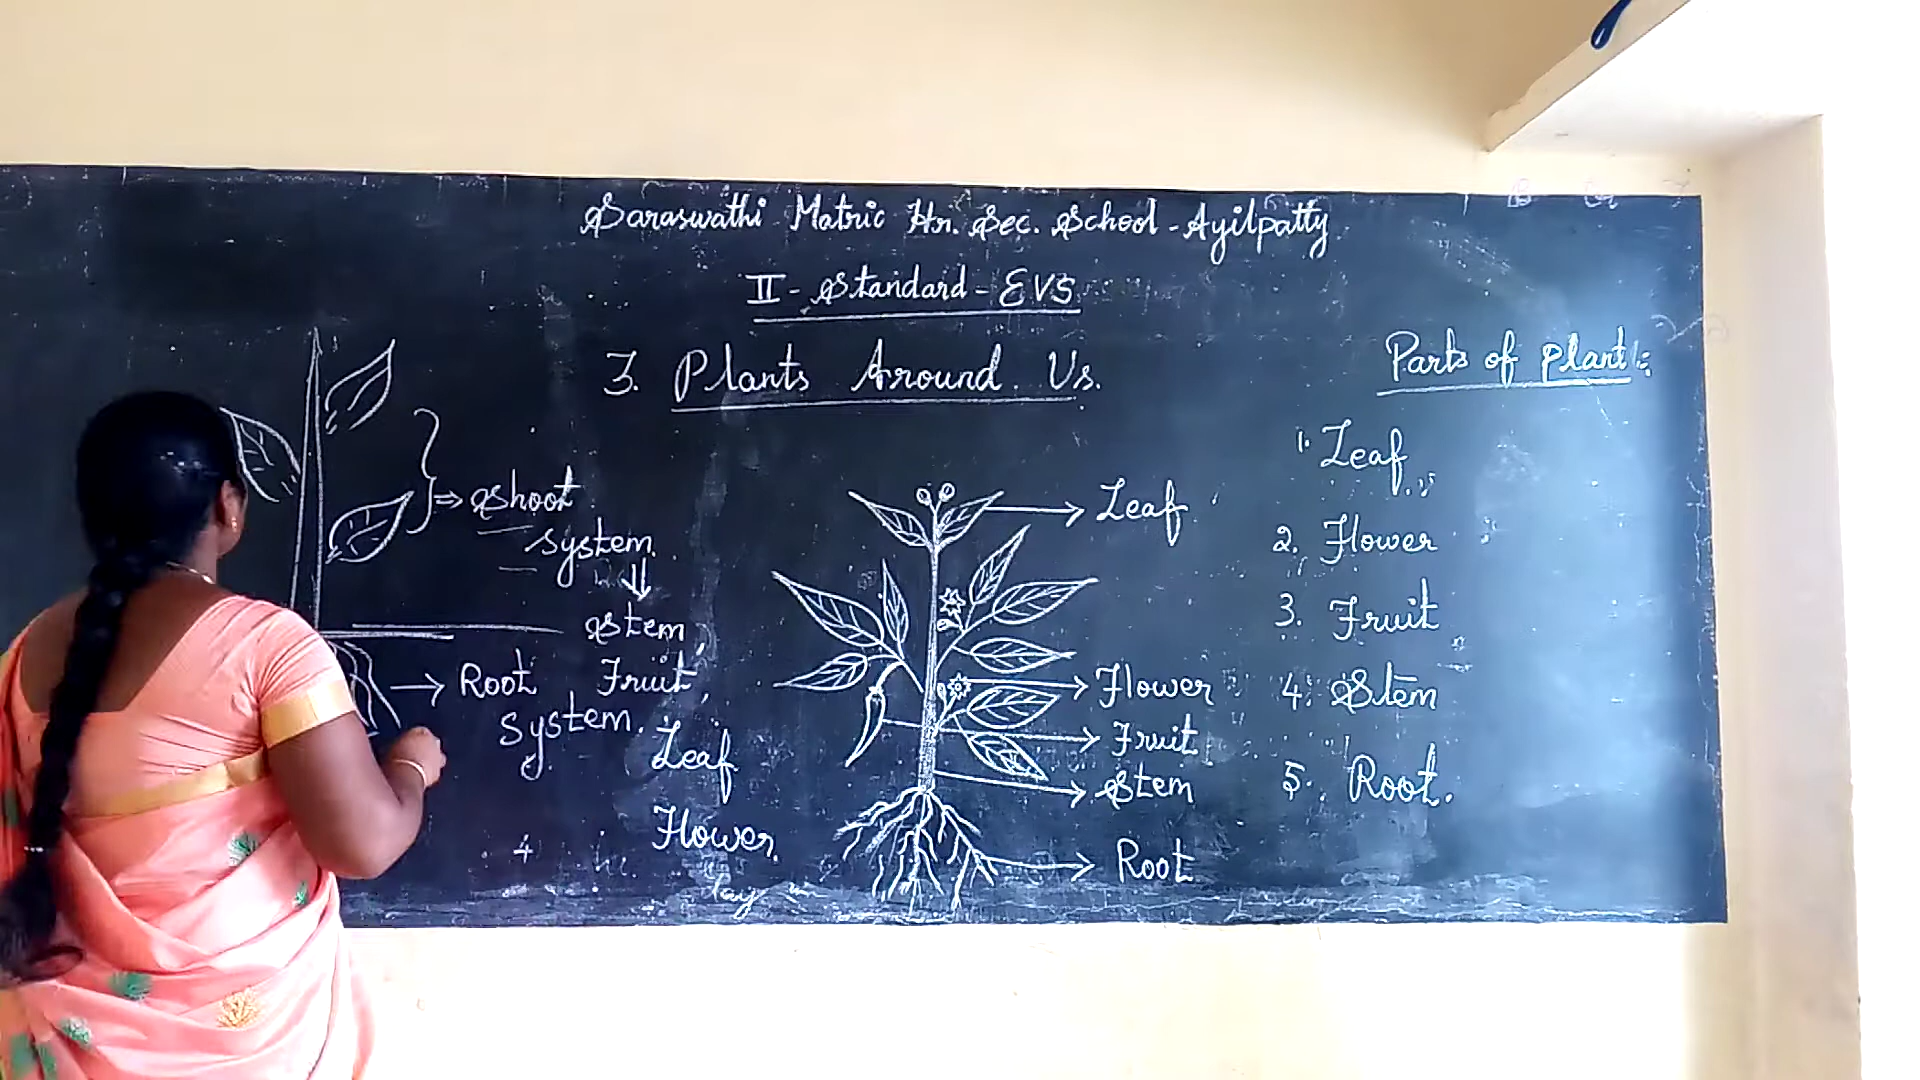 Saraswathi Matric Hr. Sec. School - Ayilpatty
II - Standard - EVS
3. Plants Around Us.
Shoot
System
Stem
Root
System.
Fruit,
Leaf
Flower
Leaf
Flower
Fruit
Stem
Root
Parts of plant:
1. Leaf
2. Flower
3. Fruit
4. Stem
5. Root.